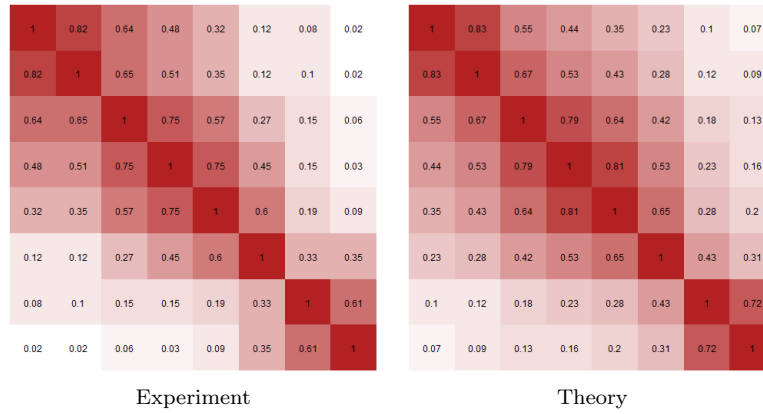 1 0.82 0.64 0.48 0.32 0.12 0.08 0.02 1 0.83 0.55 0.44 0.35 0.23 0.1 0.07
0.82 1 0.65 0.51 0.35 0.12 0.1 0.02 0.83 1 0.67 0.53 0.43 0.28 0.12 0.09
0.64 0.65 1 0.75 0.57 0.27 0.15 0.06 0.55 0.67 1 0.79 0.64 0.42 0.18 0.13
0.48 0.51 0.75 1 0.75 0.45 0.15 0.03 0.44 0.53 0.79 1 0.81 0.53 0.23 0.16
0.32 0.35 0.57 0.75 1 0.6 0.19 0.09 0.35 0.43 0.64 0.81 1 0.65 0.28 0.2
0.12 0.12 0.27 0.45 0.6 1 0.33 0.35 0.23 0.28 0.42 0.53 0.65 1 0.43 0.31
0.08 0.1 0.15 0.15 0.19 0.33 1 0.61 0.1 0.12 0.18 0.23 0.28 0.43 1 0.72
0.02 0.02 0.06 0.03 0.09 0.35 0.61 1 0.07 0.09 0.13 0.16 0.2 0.31 0.72 1
Experiment Theory